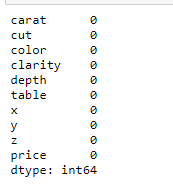 carat 0
cut 0
color 0
clarity 0
depth 0
table 0
x 0
y 0
z 0
price 0
dtype: int64